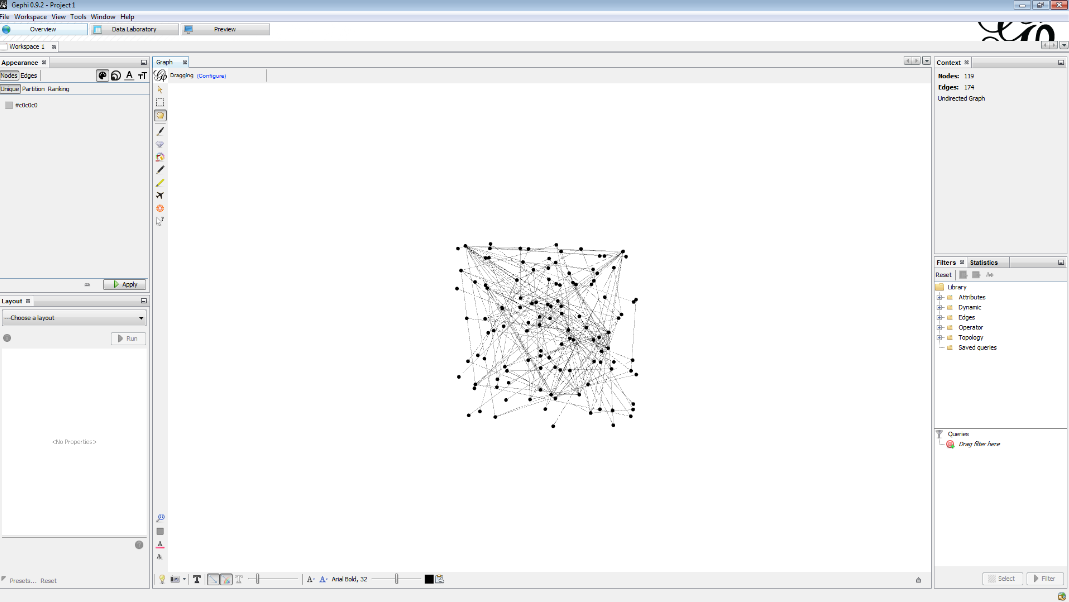 Gephi 0.9.2 - Project 1
File Workspace View Tools Window Help
Overview Data Laboratory Preview
Workspace 1
Appearance
Nodes Edges
Unique Partition Ranking
#c0c0c0
Apply
Layout
---Choose a layout
Run
<No Properties>
Presets... Reset
Graph
Dragging (Configure)
Arial Bold, 32
Context
Nodes: 119
Edges: 174
Undirected Graph
Filters Statistics
Reset
Library
Attributes
Dynamic
Edges
Operator
Topology
Saved queries
Queries
Drag filter here
Select Filter